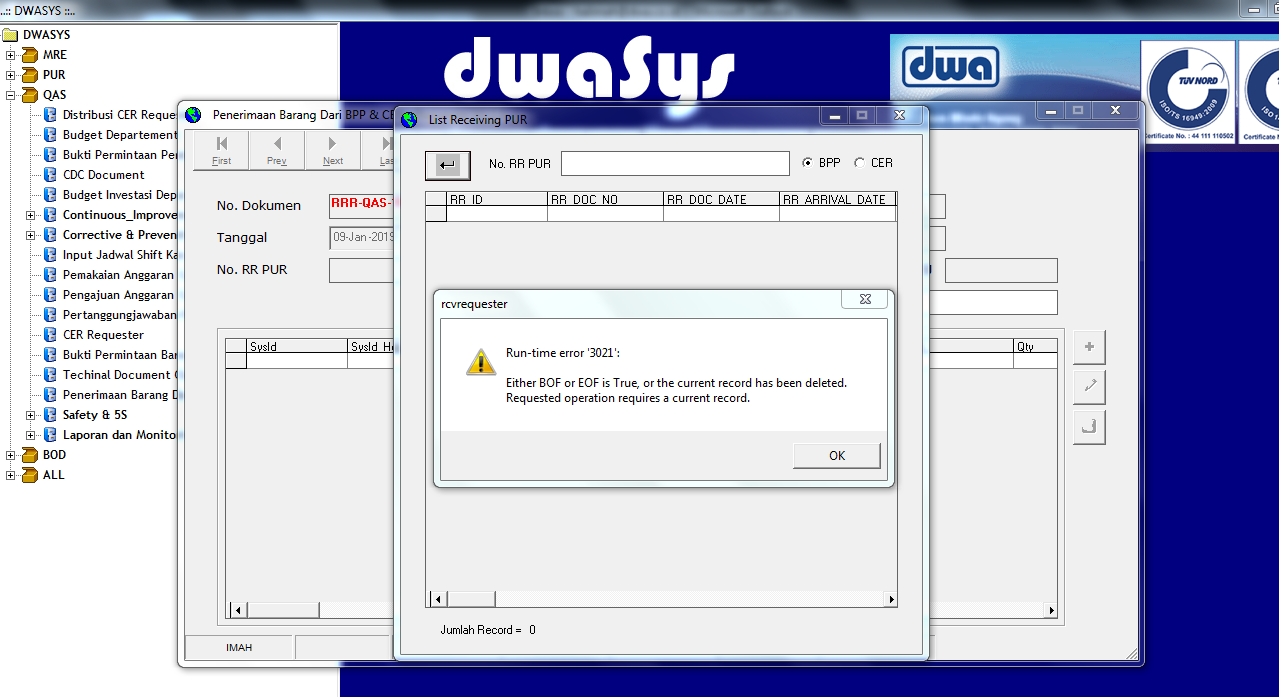 ..:: DWASYS ::..
DWASYS
MRE
PUR
QAS
Distribusi CER Reque
Budget Departement
Bukti Permintaan Per
CDC Document
Budget Investasi Dep
Continuous_Improve
Corrective & Preven
Input Jadwal Shift Ka
Pemakaian Anggaran
Pengajuan Anggaran
Pertanggungjawaban
CER Requester
Bukti Permintaan Bar
Techinal Document
Penerimaan Barang D
Safety & 5S
Laporan dan Monito
BOD
ALL
dwaSys
dwa
TUV NORD
ISO/TS 16949:2009
Certificate No. : 44 111 110502
ISO 1
Certificate No.
Penerimaan Barang Dari BPP & CE
First
Prev
Next
Las
No. Dokumen
RRR-QAS-
Tanggal
09-Jan-2019
No. RR PUR
SysId
SysId He
Qty
IMAH
List Receiving PUR
No. RR PUR
BPP
CER
RR_ID
RR_DOC_NO
RR_DOC_DATE
RR_ARRIVAL_DATE
rcvrequester
Run-time error '3021':
Either BOF or EOF is True, or the current record has been deleted.
Requested operation requires a current record.
OK
Jumlah Record = 0